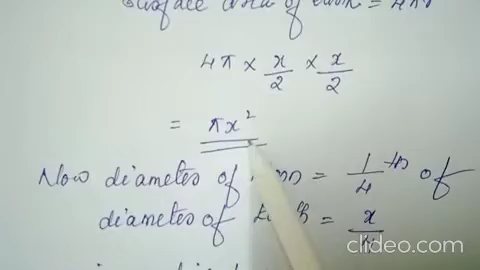 Surface area of Earth = 4π
4π × x/2 × x/2
= πx²
Now diameter of = 1/4 th of
diameter of = x/4
clideo.com